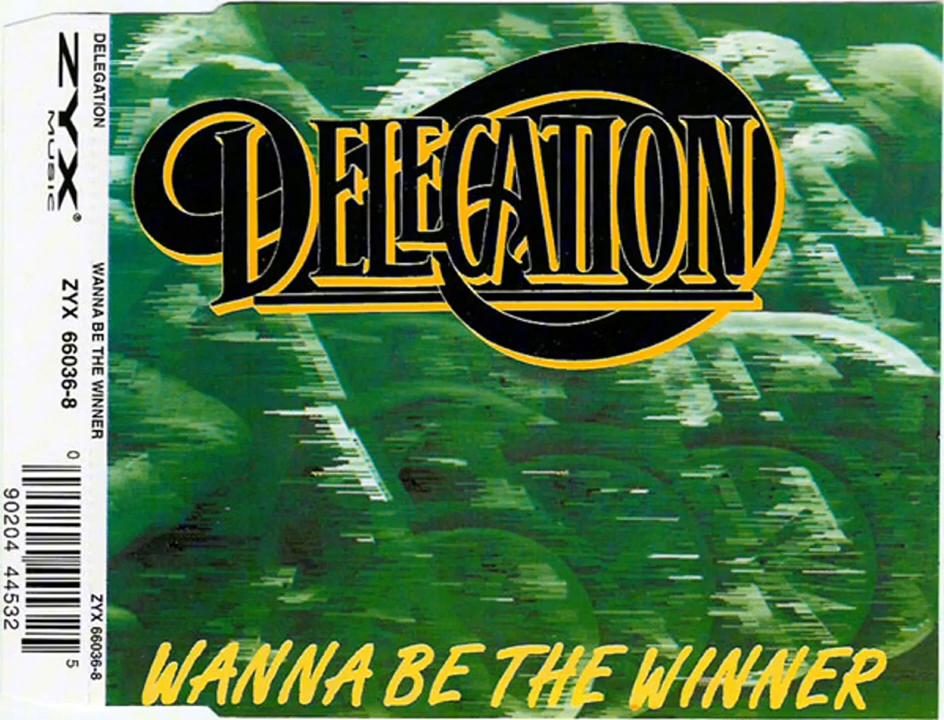 DELEGATION
WANNA BE THE WINNER
ZYX 66036-8
ZYX®
MUSIC
ZYX 66036-8
0 90204 44532 5
DELEGATION
WANNA BE THE WINNER